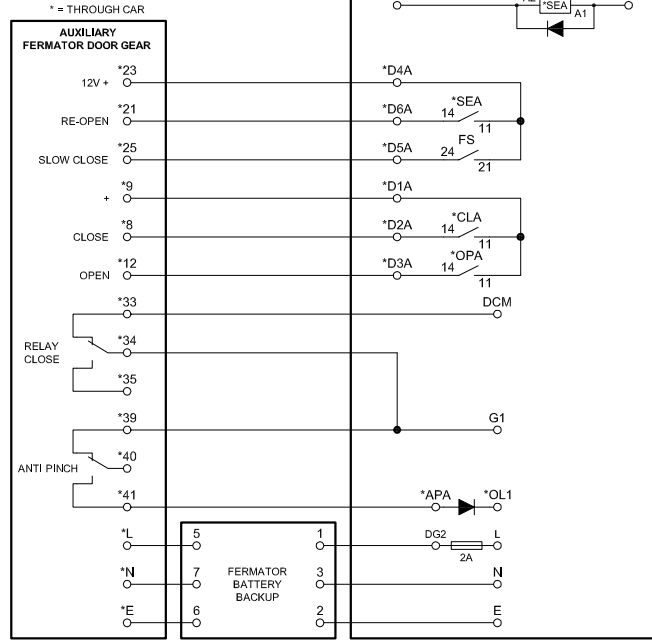 * = THROUGH CAR
*SEA
A1
AUXILIARY
FERMATOR DOOR GEAR
*23
12V +
*D4A
*21
RE-OPEN
*D6A
14
*SEA
11
*25
SLOW CLOSE
*D5A
24
FS
21
*9
+
*D1A
*8
CLOSE
*D2A
14
*CLA
11
*12
OPEN
*D3A
14
*OPA
11
*33
DCM
RELAY
CLOSE
*34
*35
*39
G1
ANTI PINCH
*40
*41
*APA
*OL1
*L
5
1
DG2
2A
L
*N
7
FERMATOR
BATTERY
BACKUP
3
N
*E
6
2
E